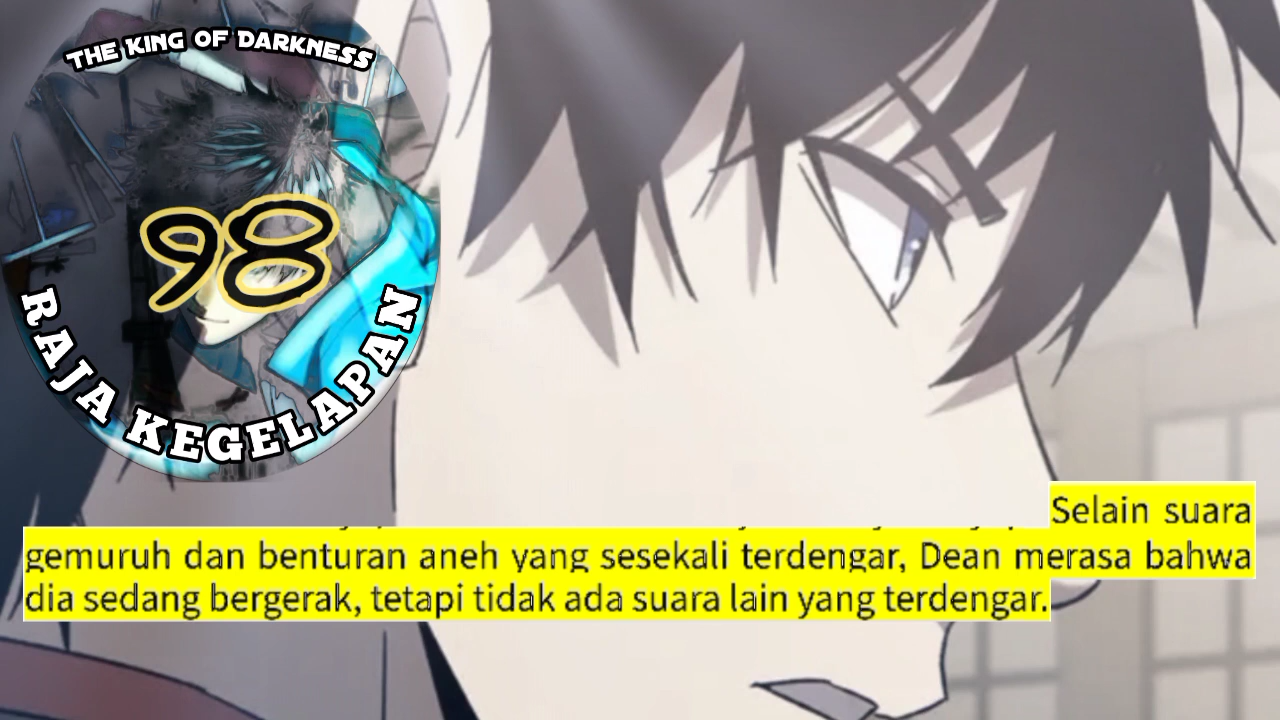 THE KING OF DARKNESS
98
RAJA KEGELAPAN
Selain suara
gemuruh dan benturan aneh yang sesekali terdengar, Dean merasa bahwa
dia sedang bergerak, tetapi tidak ada suara lain yang terdengar.